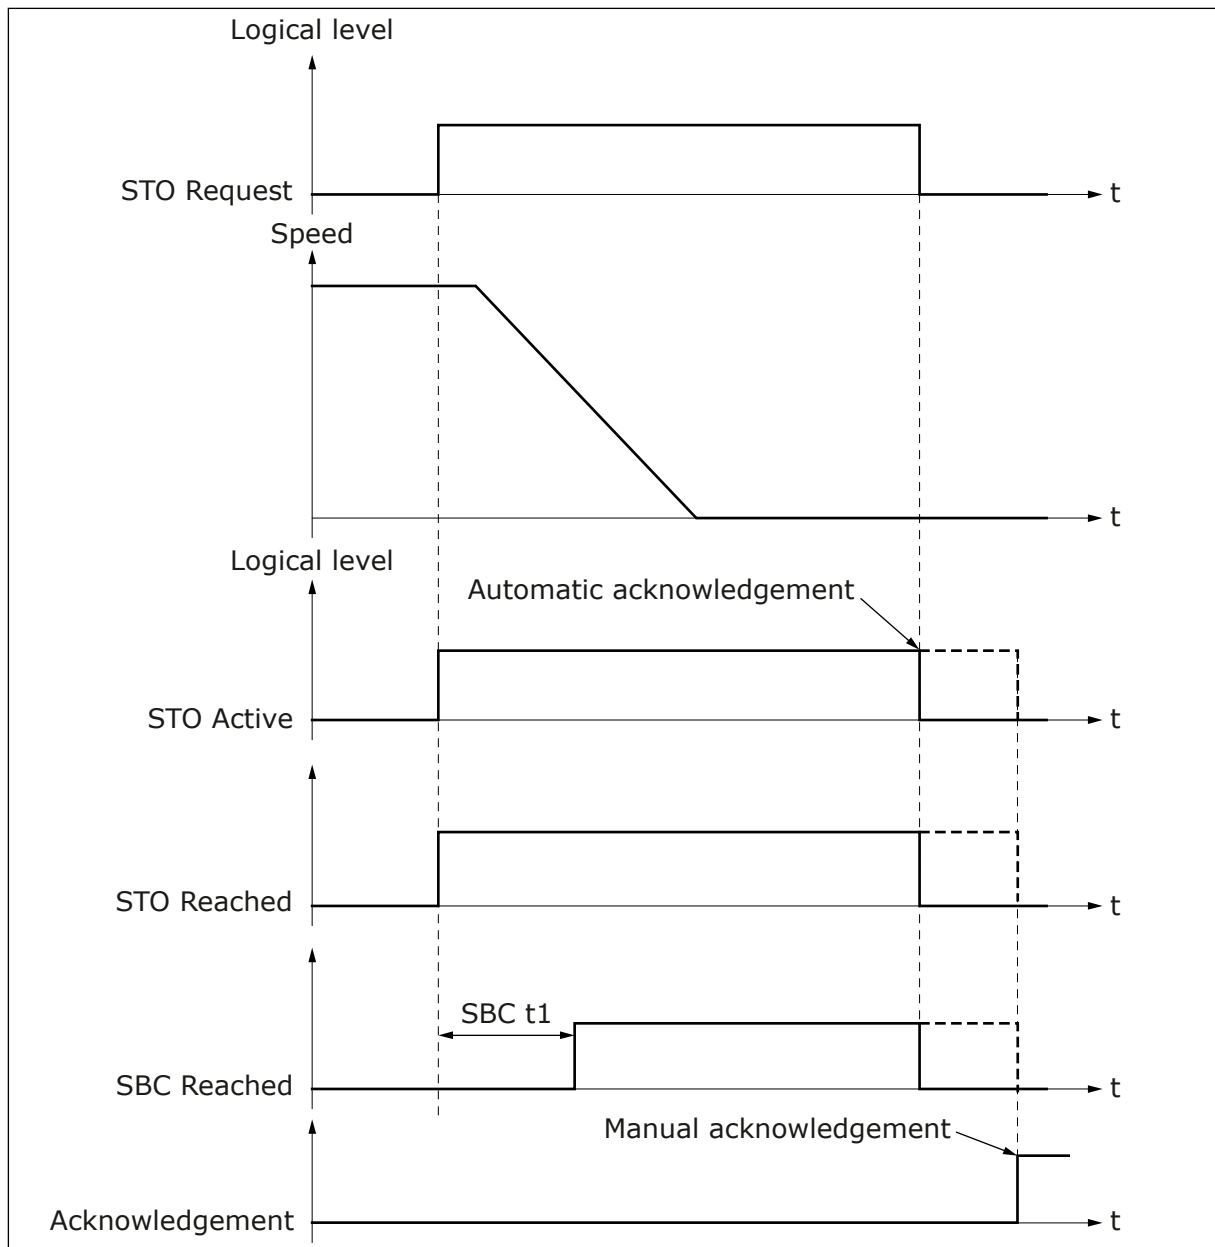 Logical level
STO Request
t
Speed
t
Logical level
Automatic acknowledgement
STO Active
t
STO Reached
t
SBC t1
SBC Reached
t
Manual acknowledgement
Acknowledgement
t